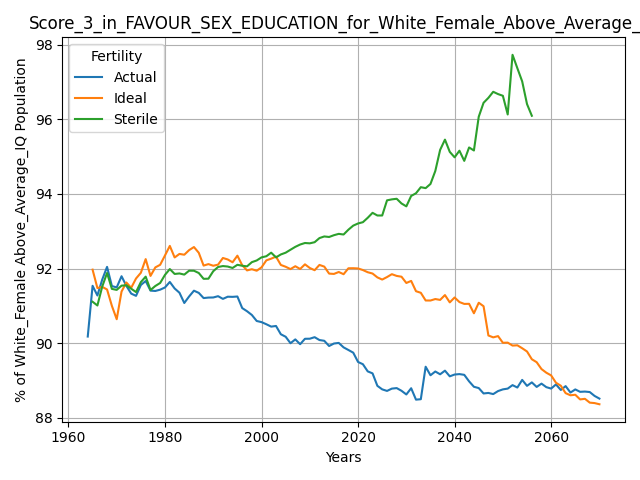 Score_3_in_FAVOUR_SEX_EDUCATION_for_White_Female_Above_Average_
Fertility
Actual
Ideal
Sterile
% of White_Female Above_Average_IQ Population
98
96
94
92
90
88
1960
1980
2000
2020
2040
2060
Years